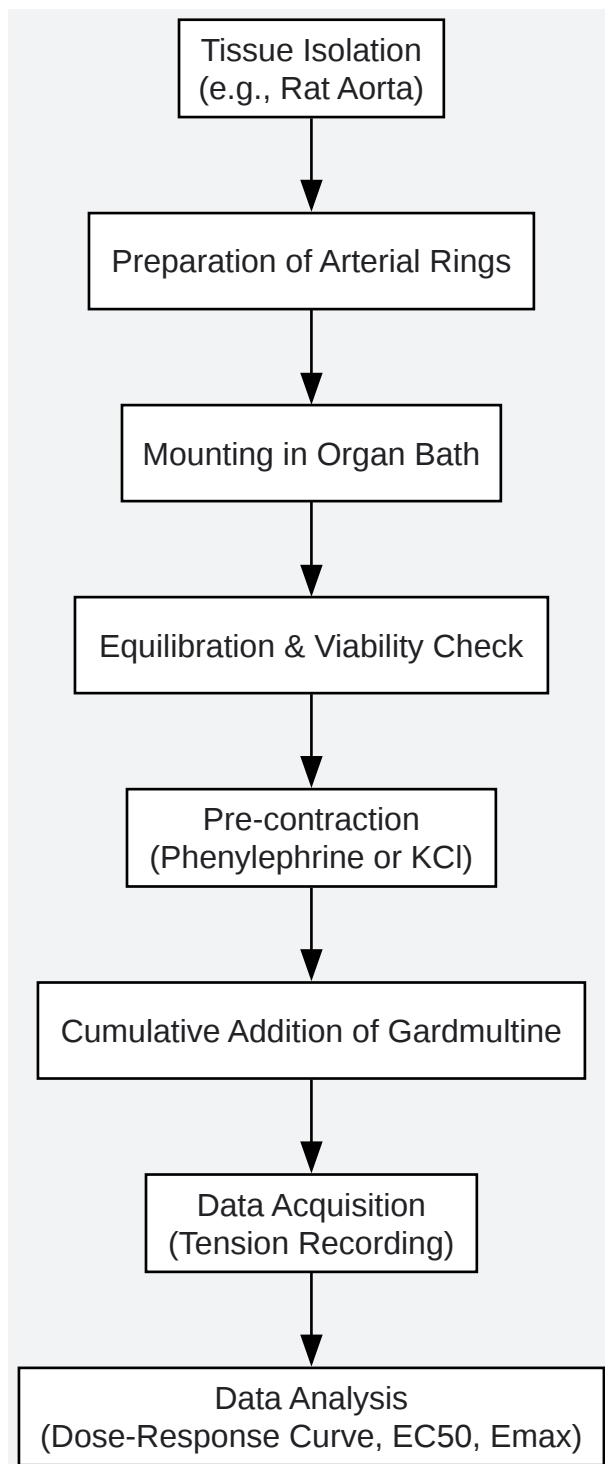 Tissue Isolation
(e.g., Rat Aorta)
Preparation of Arterial Rings
Mounting in Organ Bath
Equilibration & Viability Check
Pre-contraction
(Phenylephrine or KCl)
Cumulative Addition of Gardmultine
Data Acquisition
(Tension Recording)
Data Analysis
(Dose-Response Curve, EC50, Emax)